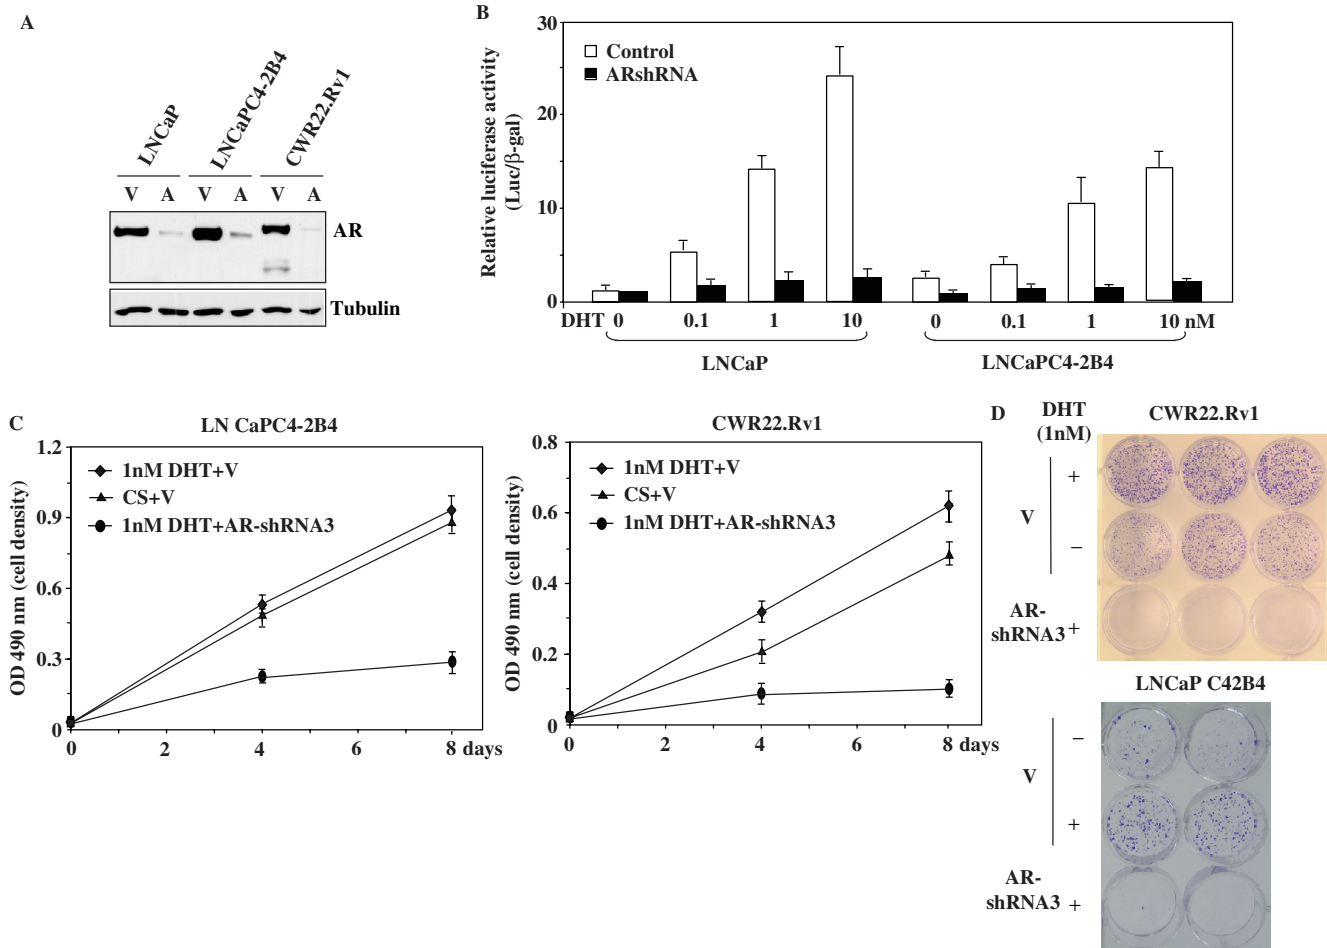 A
LNCaP
LNCaPC4-2B4
CWR22.Rv1
V A V A V A
AR
Tubulin
B
Relative luciferase activity
(Luc/β-gal)
30
20
10
0
Control
ARshRNA
DHT 0 0.1 1 10 0 0.1 1 10 nM
LNCaP LNCaPC4-2B4
C
LN CaPC4-2B4
OD 490 nm (cell density)
1.2
0.9
0.6
0.3
0
1nM DHT+V
CS+V
1nM DHT+AR-shRNA3
0 2 4 6 8 days
CWR22.Rv1
OD 490 nm (cell density)
0.8
0.6
0.4
0.2
0
1nM DHT+V
CS+V
1nM DHT+AR-shRNA3
0 2 4 6 8 days
D
DHT
(1nM)
CWR22.Rv1
+
V
−
AR-
shRNA3 +
LNCaP C42B4
−
V
+
AR-
shRNA3 +